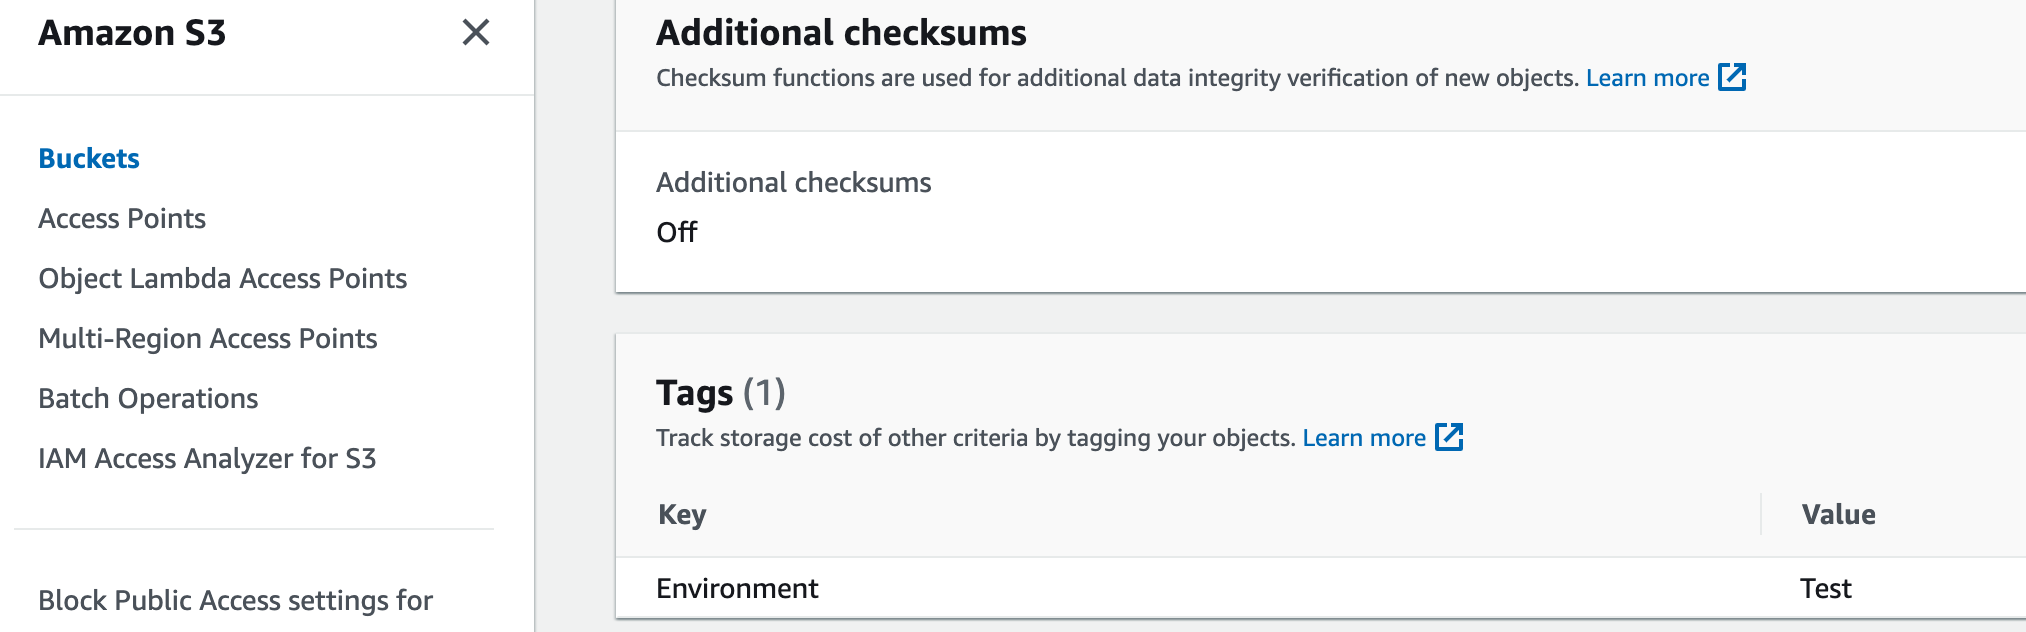 Amazon S3
Buckets
Access Points
Object Lambda Access Points
Multi-Region Access Points
Batch Operations
IAM Access Analyzer for S3
Block Public Access settings for
Additional checksums
Checksum functions are used for additional data integrity verification of new objects. Learn more
Additional checksums
Off
Tags (1)
Track storage cost of other criteria by tagging your objects. Learn more
Key Value
Environment Test